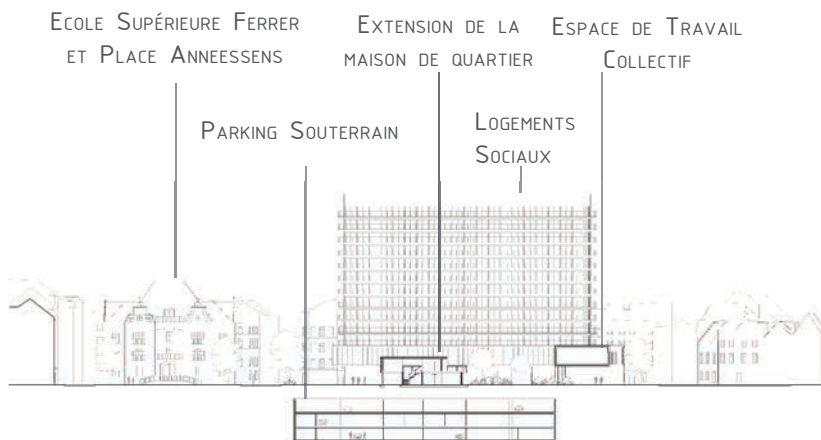 Ecole Supérieure Ferrer
et Place Anneessens
Extension de la
maison de quartier
Espace de Travail
Collectif
Parking Souterrain
Logements
Sociaux